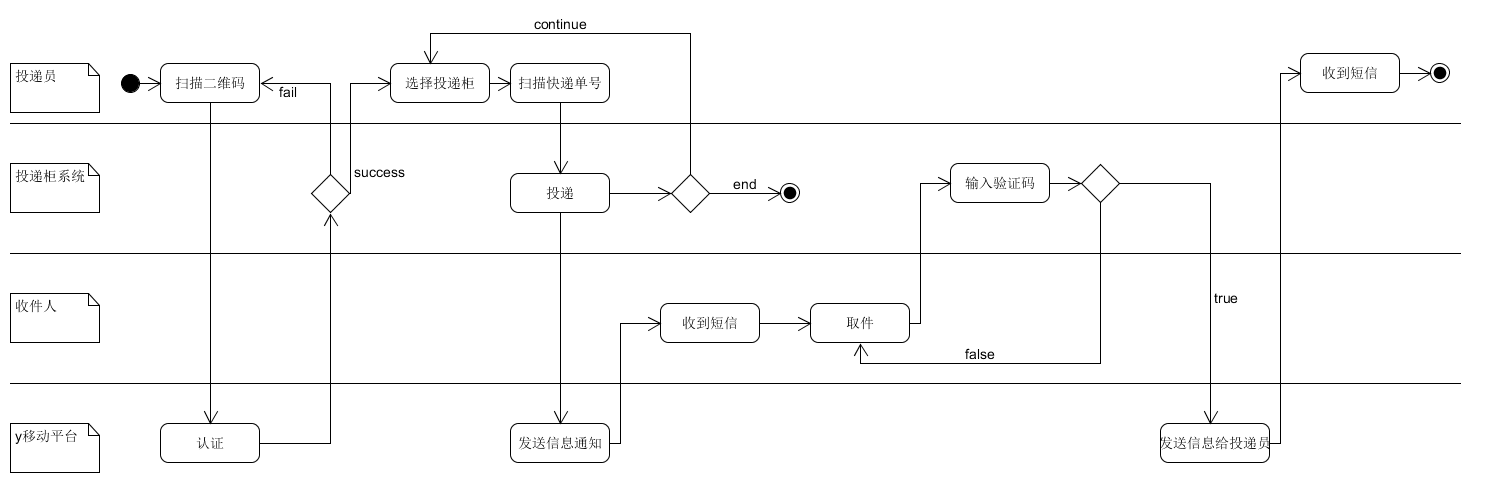 continue
投递员
扫描二维码
fail
选择投递柜
扫描快递单号
收到短信
投递柜系统
success
投递
end
输入验证码
收件人
收到短信
取件
true
false
y移动平台
认证
发送信息通知
发送信息给投递员